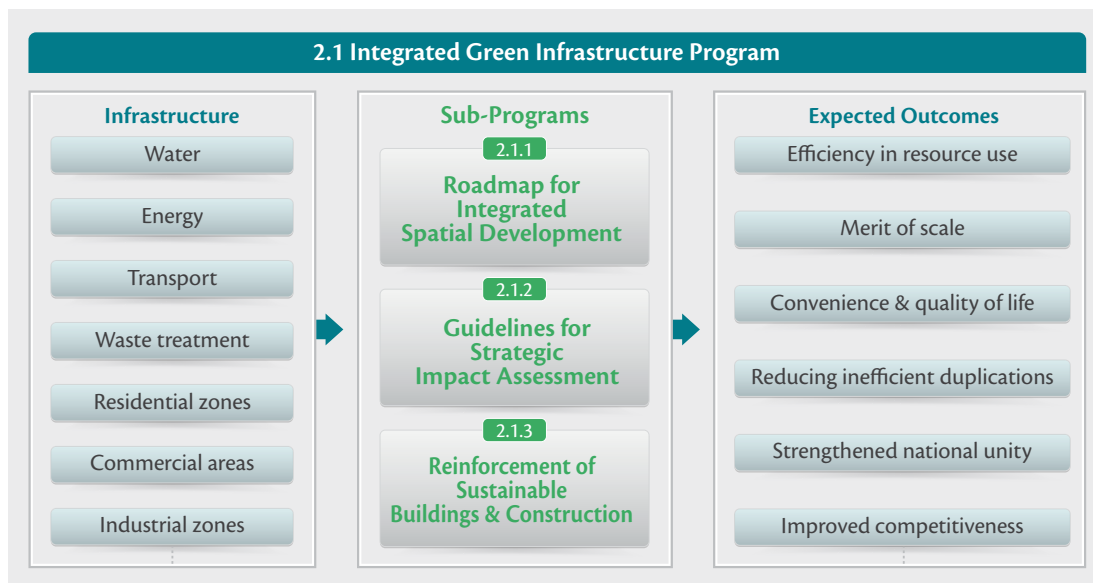 2.1 Integrated Green Infrastructure Program
Infrastructure
Water
Energy
Transport
Waste treatment
Residential zones
Commercial areas
Industrial zones
Sub-Programs
2.1.1
Roadmap for
Integrated
Spatial Development
2.1.2
Guidelines for
Strategic
Impact Assessment
2.1.3
Reinforcement of
Sustainable
Buildings & Construction
Expected Outcomes
Efficiency in resource use
Merit of scale
Convenience & quality of life
Reducing inefficient duplications
Strengthened national unity
Improved competitiveness